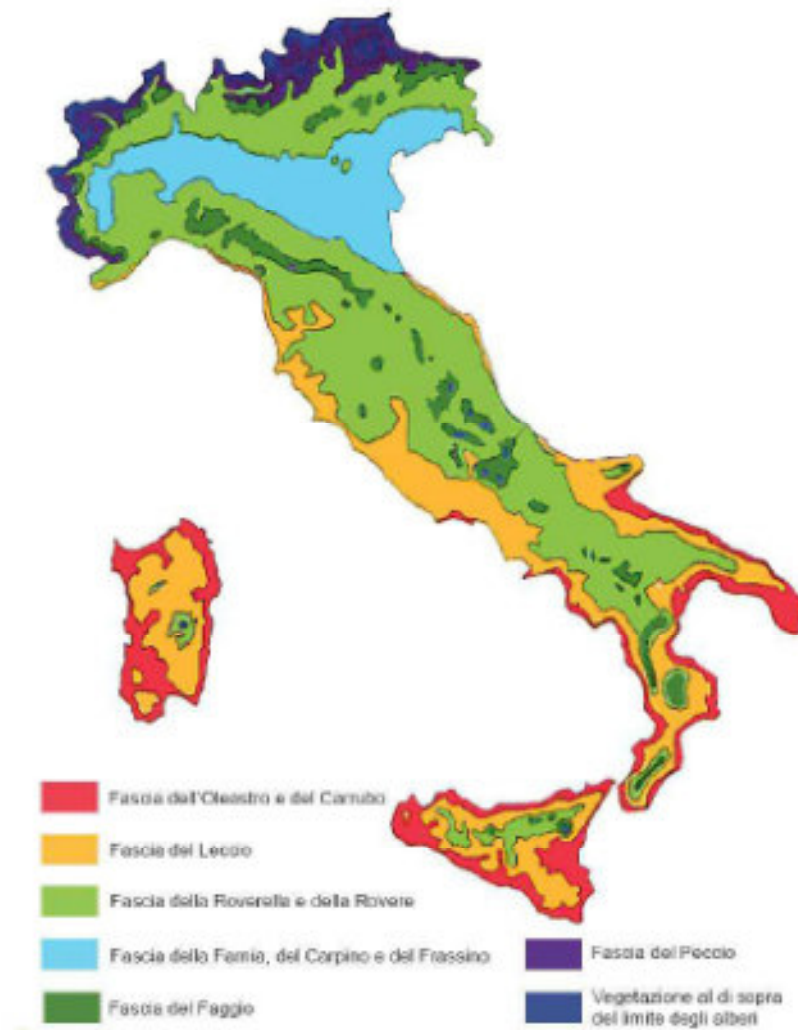 Fascia dell'Oleastro e del Carrubo
Fascia del Leccio
Fascia della Roverella e della Rovere
Fascia della Farnia, del Carpino e del Frassino
Fascia del Faggio
Fascia del Peccio
Vegetazione al di sopra
del limite degli alberi